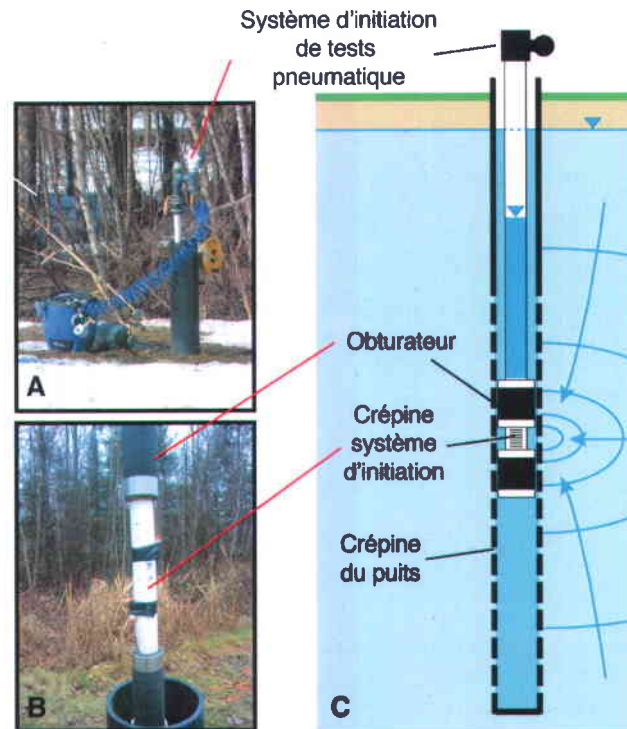 Système d'initiation
de tests
pneumatique
A
Obturateur
Crépine
système
d'initiation
Crépine
du puits
B
C